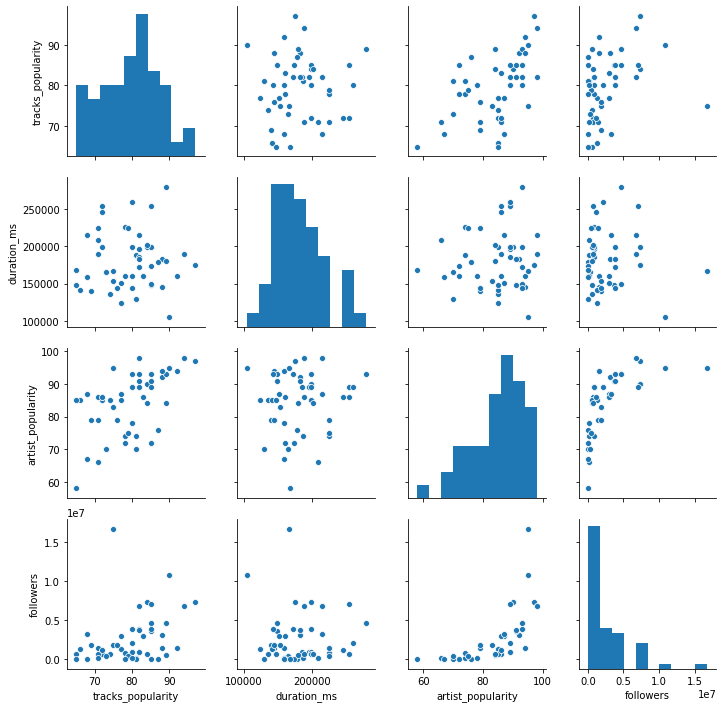 tracks_popularity
90
80
70
duration_ms
250000
200000
150000
100000
artist_popularity
100
90
80
70
60
1e7
followers
1.5
1.0
0.5
0.0
80 90
70
tracks_popularity
100000 200000
duration_ms
60 80 100
artist_popularity
0.0 0.5 1.0 1.5
followers 1e7